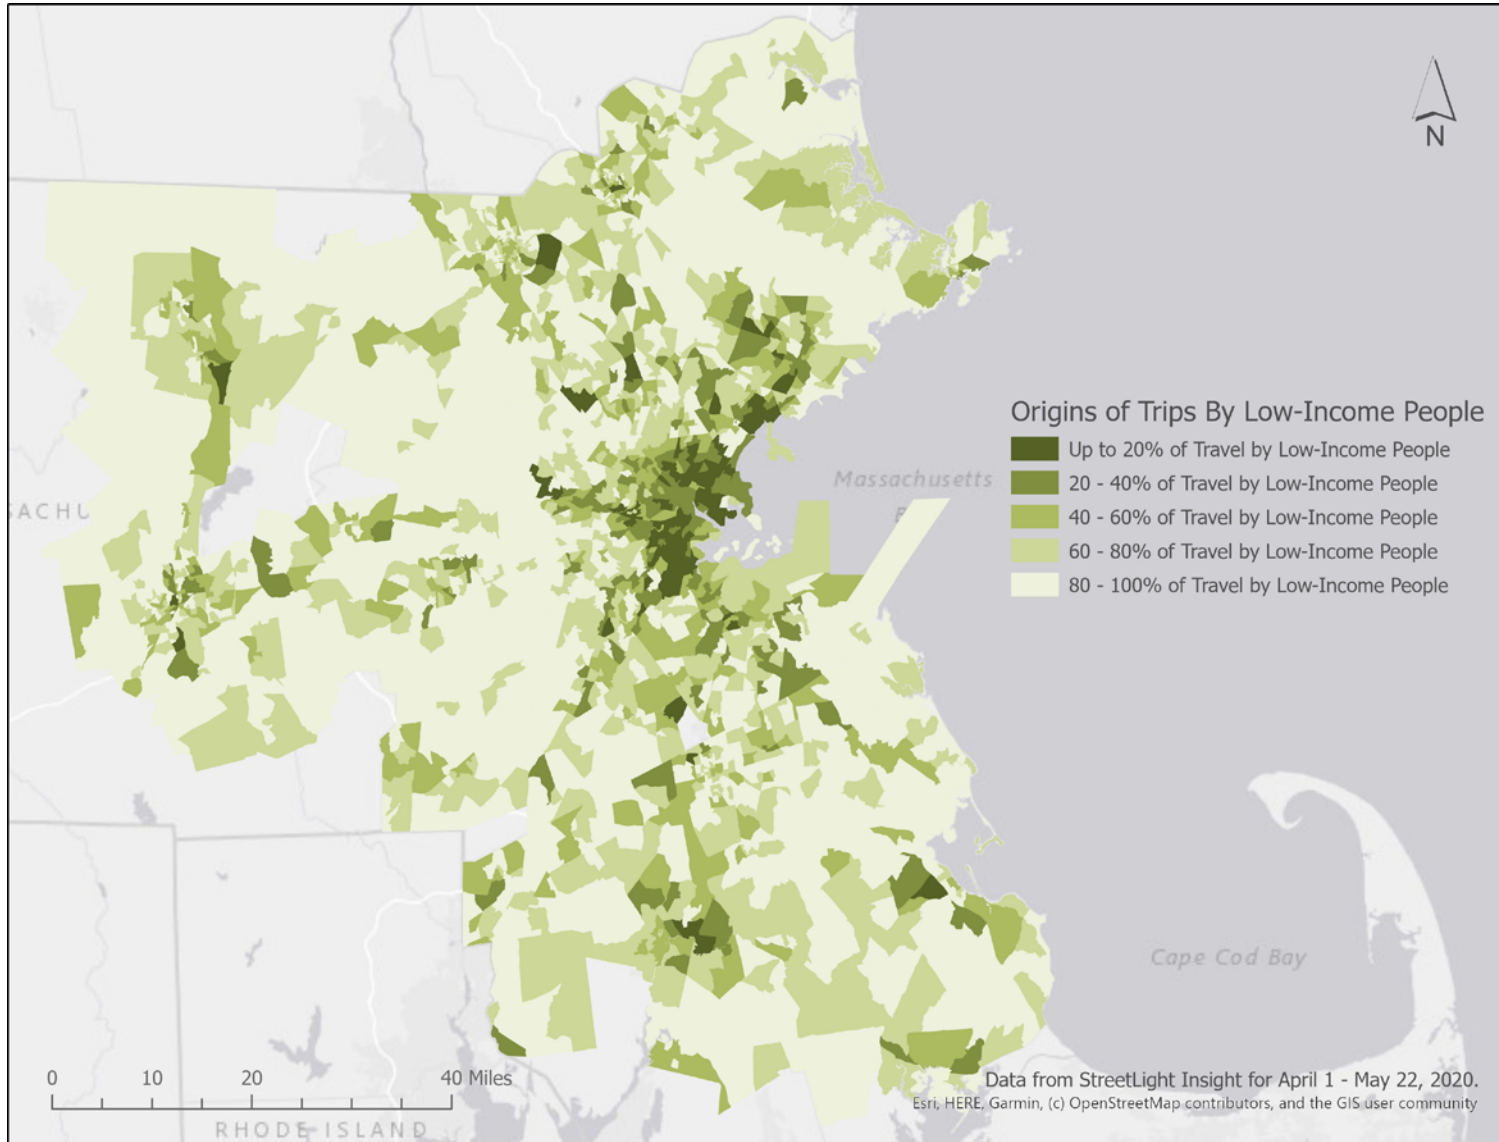 N
Origins of Trips By Low-Income People
Up to 20% of Travel by Low-Income People
20 - 40% of Travel by Low-Income People
40 - 60% of Travel by Low-Income People
60 - 80% of Travel by Low-Income People
80 - 100% of Travel by Low-Income People
Massachusetts
SACHU
Cape Cod Bay
0 10 20 40 Miles
Data from StreetLight Insight for April 1 - May 22, 2020.
Esri, HERE, Garmin, (c) OpenStreetMap contributors, and the GIS user community
RHODE ISLAND